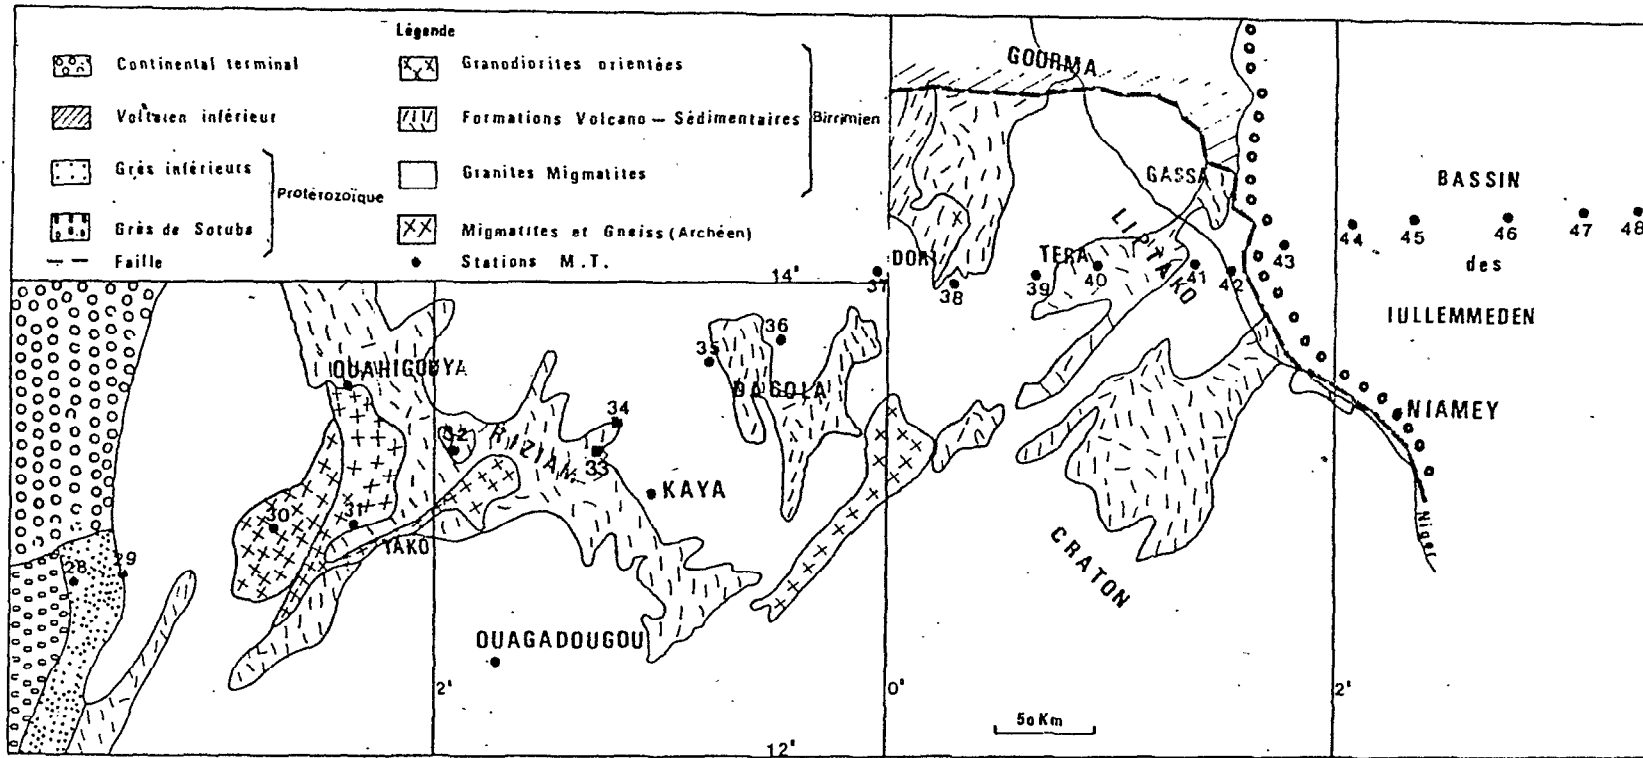 Légende
Continental terminal
Voltaïen inférieur
Grès inférieurs
Grès de Sotuba
Protérozoïque
Faille
Granodiorites orientées
Formations Volcano - Sédimentaires
Granites Migmatites
Birrimien
Migmatites et Gneiss (Archéen)
Stations M.T.
GOURMA
GASSA
BASSIN
des
IULLEMMEDEN
LIPTAKO
DORI
TERA
14°
37
38
39
40
41
42
43
44
45
46
47
48
OUAHIGOUYA
36
35
DAGOLA
34
33
32
RIZIAM
KAYA
NIAMEY
Niger
30
31
YAKO
28
29
CRATON
OUAGADOUGOU
2°
0°
2°
50 Km
12°